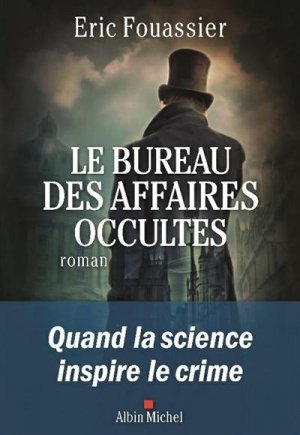 Eric Fouassier
LE BUREAU
DES AFFAIRES
OCCULTES
roman
Quand la science
inspire le crime
Albin Michel